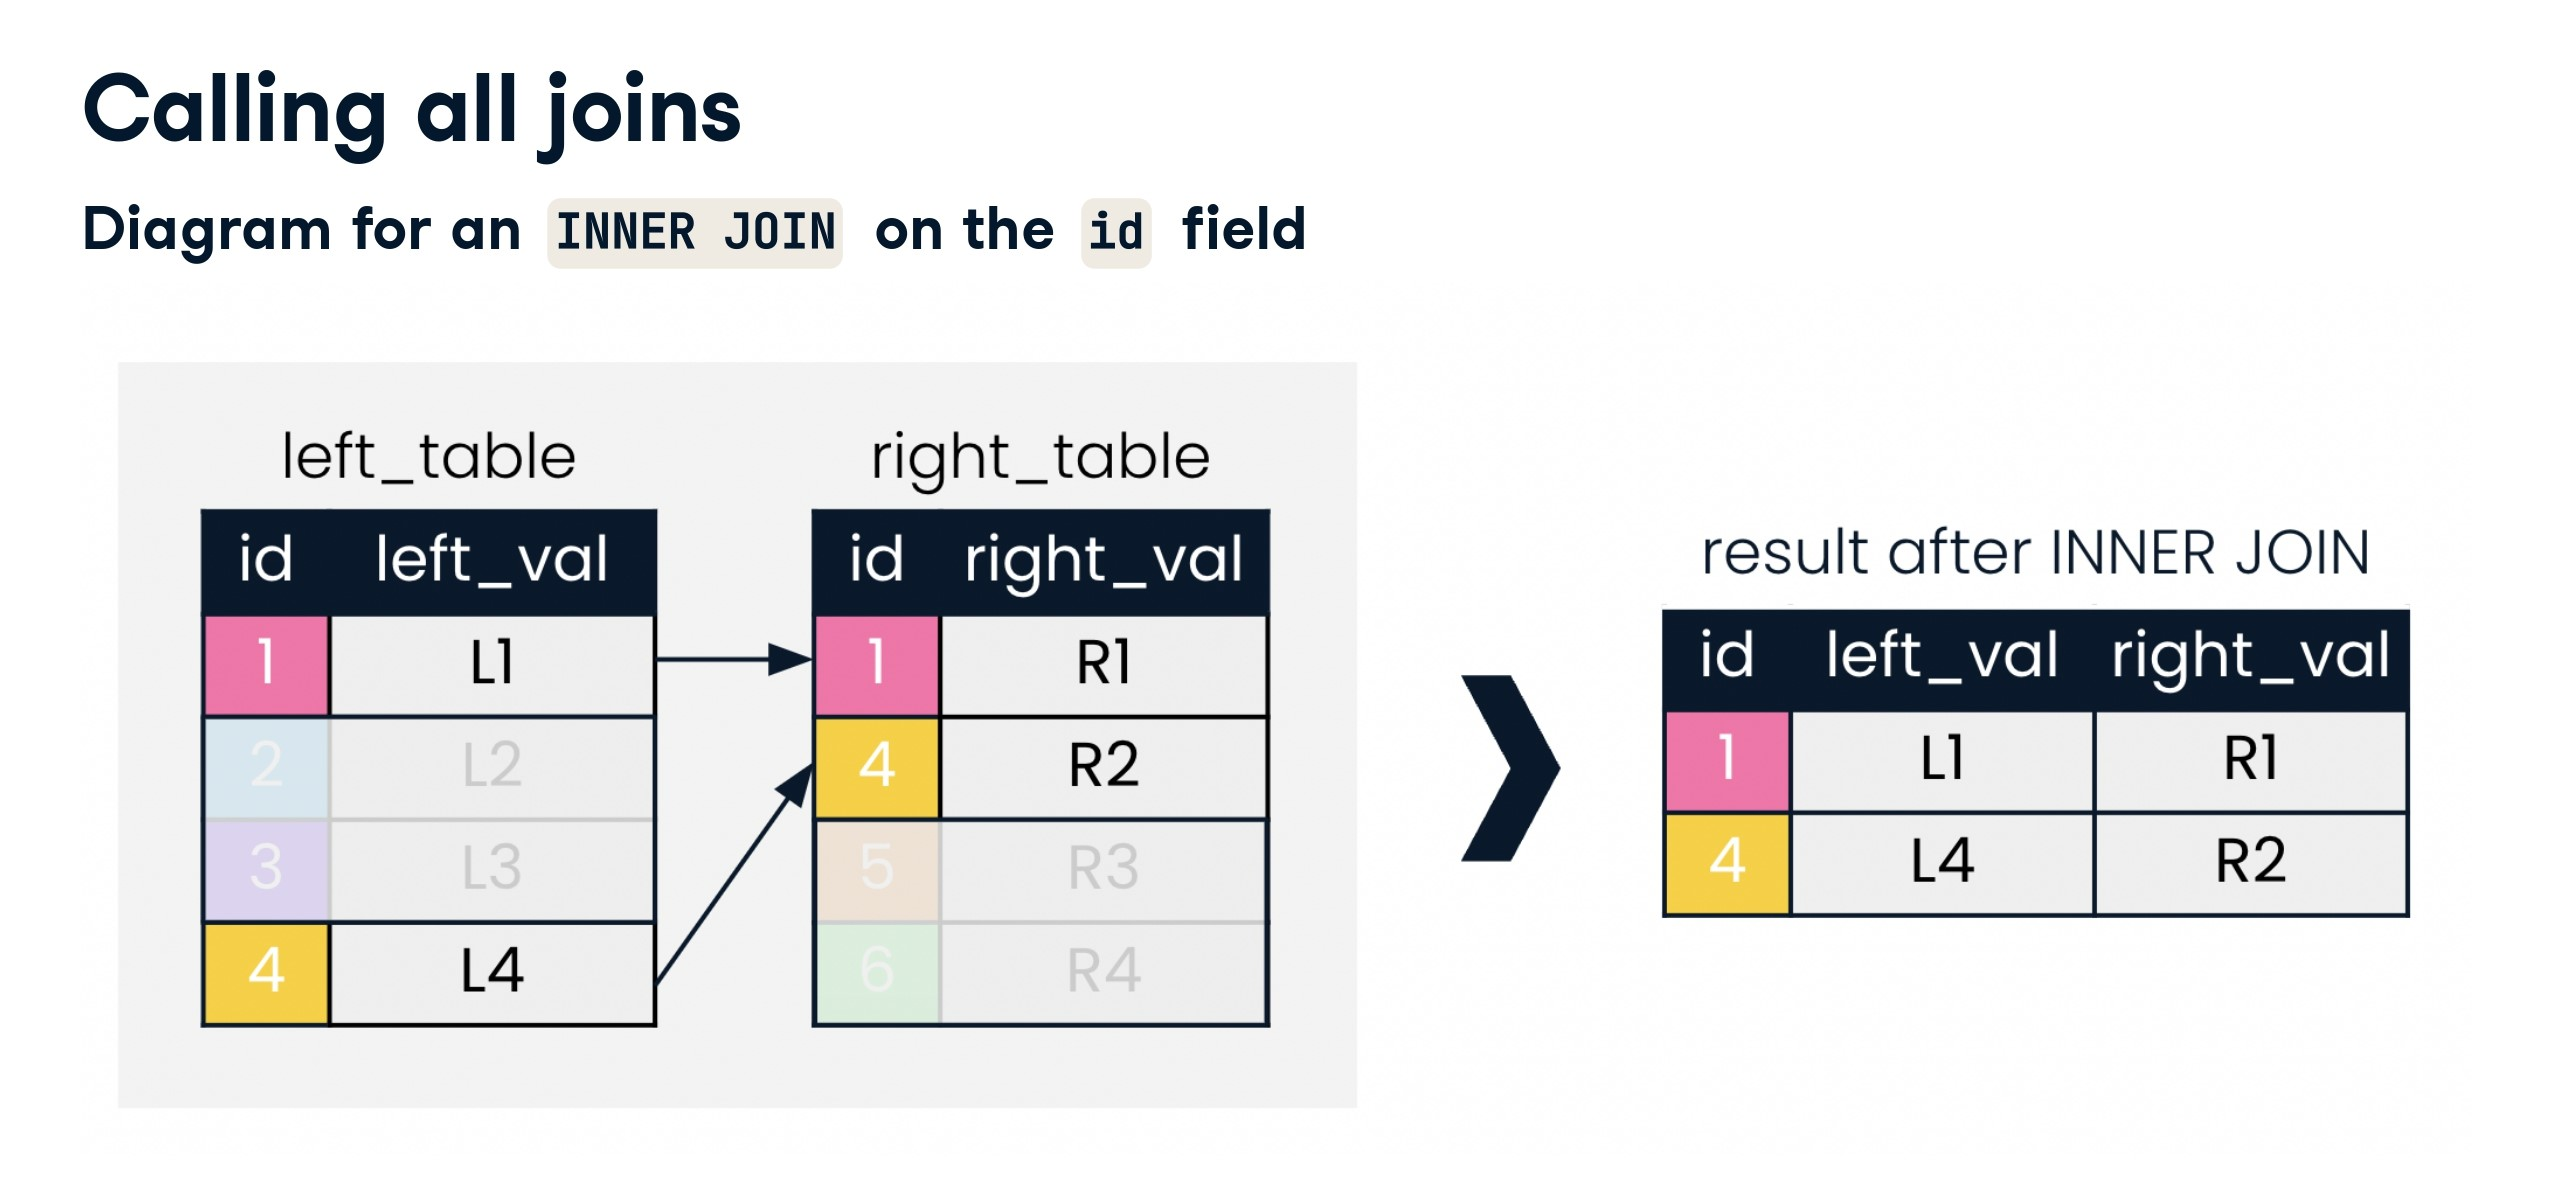 Calling all joins
Diagram for an INNER JOIN on the id field
left_table
id left_val
1 L1
2 L2
3 L3
4 L4
right_table
id right_val
1 R1
4 R2
5 R3
6 R4
result after INNER JOIN
id left_val right_val
1 L1 R1
4 L4 R2